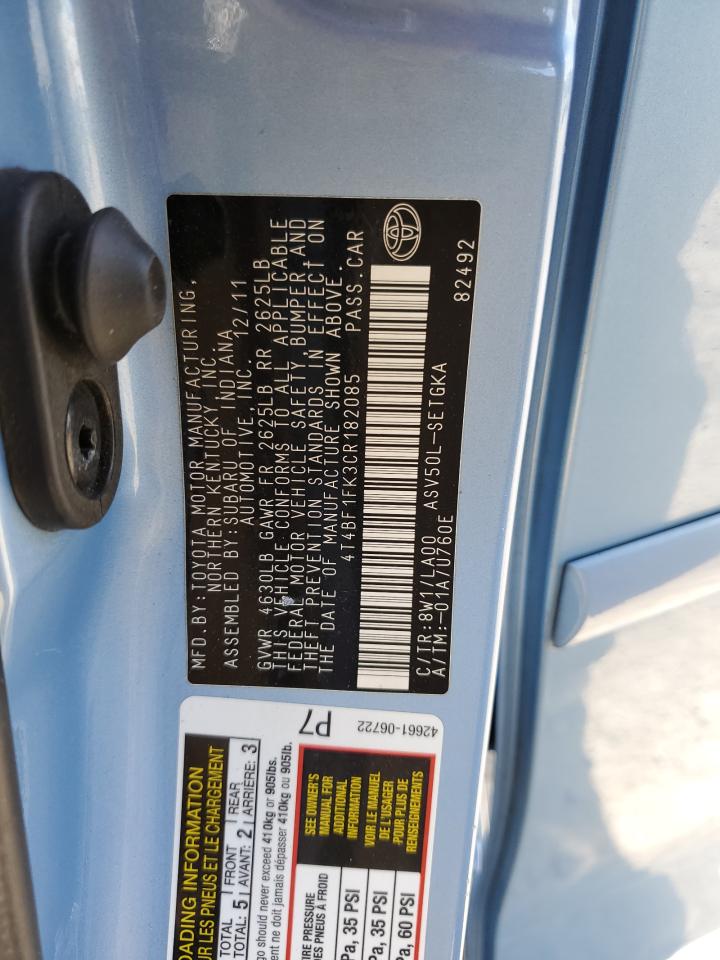 MFD.BY: TOYOTA MOTOR MANUFACTURING,
NORTHERN KENTUCKY INC.
ASSEMBLED BY: SUBARU OF INDIANA
AUTOMOTIVE, INC. 12/11
GVWR 4630LB GAWR FR 2625LB RR 2625LB
THIS VEHICLE CONFORMS TO ALL APPLICABLE
FEDERAL MOTOR VEHICLE SAFETY, BUMPER, AND
THEFT PREVENTION STANDARDS IN EFFECT ON
THE DATE OF MANUFACTURE SHOWN ABOVE.
4T4BF1FK3CR182085 PASS.CAR
C/TR:8W1/LA00 ASV50L-SETGKA
A/TM:-01A/U760E 82492
OADING INFORMATION
UR LES PNEUS ET LE CHARGEMENT
TOTAL FRONT REAR
TOTAL: 5 AVANT: 2 ARRIERE: 3
go should never exceed 410kg or 905lbs.
ent ne doit jamais dépasser 410kg ou 905lb.
P7
42661-06722
TIRE PRESSURE
DES PNEUS À FROID
Pa, 35 PSI
Pa, 35 PSI
Pa, 60 PSI
SEE OWNER'S
MANUAL FOR
ADDITIONAL
INFORMATION
VOIR LE MANUEL
DE L'USAGER
POUR PLUS DE
RENSEIGNEMENTS